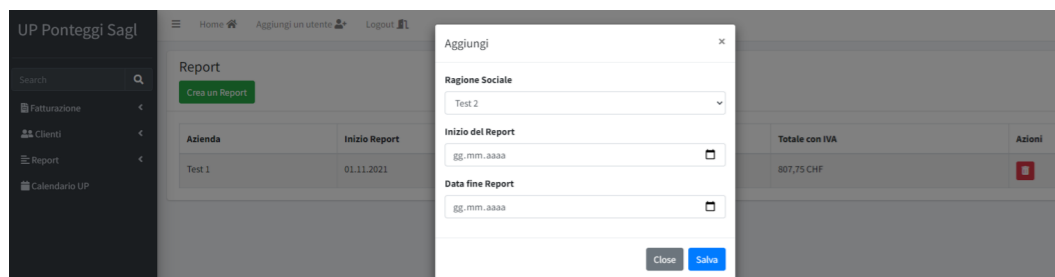 UP Ponteggi Sagl
Home
Aggiungi un utente
Logout
Search
Fatturazione
Clienti
Report
Calendario UP
Report
Crea un Report
Azienda
Inizio Report
Totale con IVA
Azioni
Test 1
01.11.2021
807,75 CHF
Aggiungi
×
Ragione Sociale
Test 2
Inizio del Report
gg.mm.aaaa
Data fine Report
gg.mm.aaaa
Close
Salva